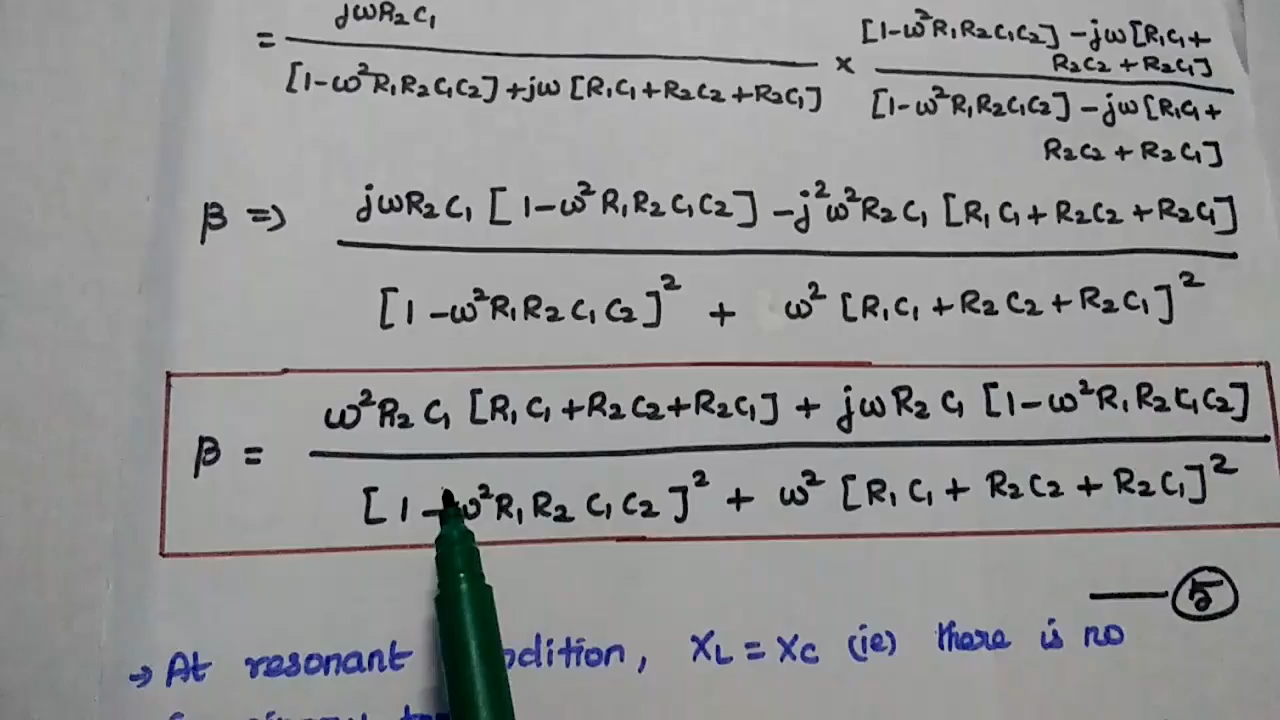 = jωR₂C₁ / [1-ω²R₁R₂C₁C₂] + jω [R₁C₁+R₂C₂+R₂C₁] × [1-ω²R₁R₂C₁C₂] - jω[R₁C₁+ R₂C₂+R₂C₁] / [1-ω²R₁R₂C₁C₂] - jω[R₁C₁+ R₂C₂+R₂C₁]
β => jωR₂C₁ [1-ω²R₁R₂C₁C₂] - j²ω²R₂C₁ [R₁C₁+R₂C₂+R₂C₁] / [1-ω²R₁R₂C₁C₂]² + ω² [R₁C₁+R₂C₂+R₂C₁]²
β = ω²R₂C₁ [R₁C₁+R₂C₂+R₂C₁] + jωR₂C₁ [1-ω²R₁R₂C₁C₂] / [1-ω²R₁R₂C₁C₂]² + ω² [R₁C₁+R₂C₂+R₂C₁]²
— 5
→ At resonant condition, XL = XC (ie) there is no